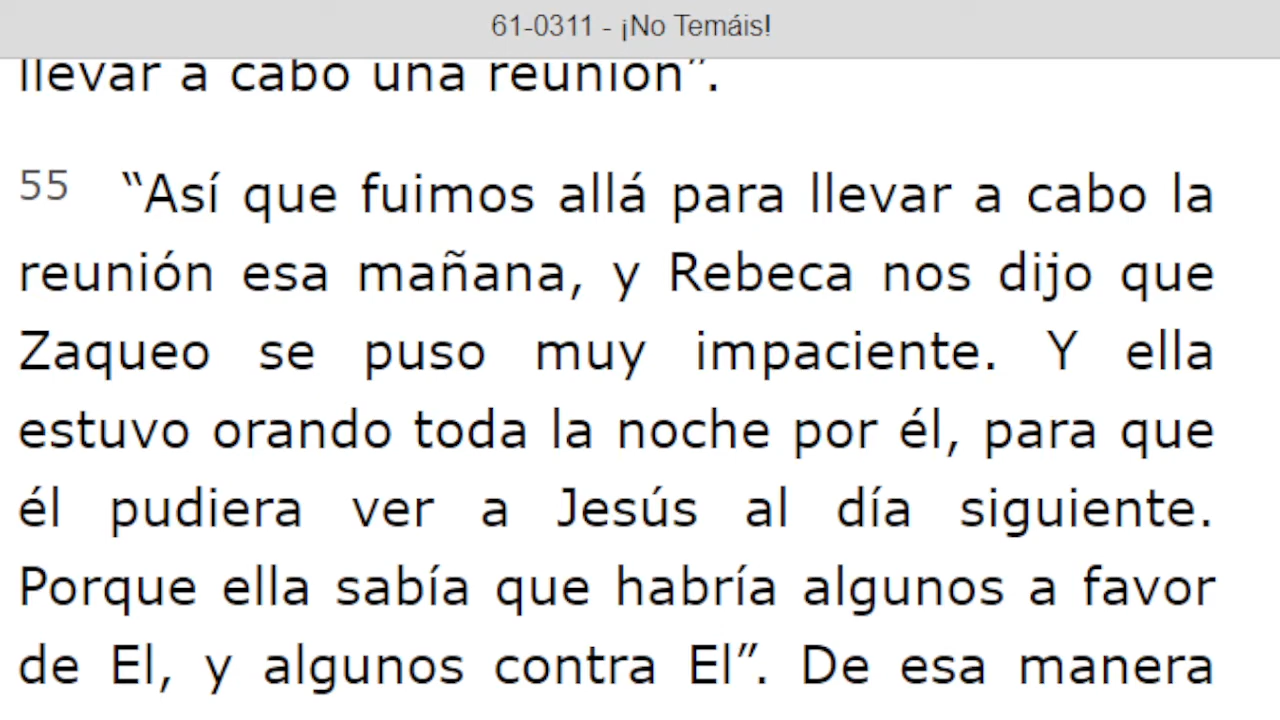 61-0311 - ¡No Temáis!
llevar a cabo una reunión”.
55 “Así que fuimos allá para llevar a cabo la
reunión esa mañana, y Rebeca nos dijo que
Zaqueo se puso muy impaciente. Y ella
estuvo orando toda la noche por él, para que
él pudiera ver a Jesús al día siguiente.
Porque ella sabía que habría algunos a favor
de El, y algunos contra El”. De esa manera